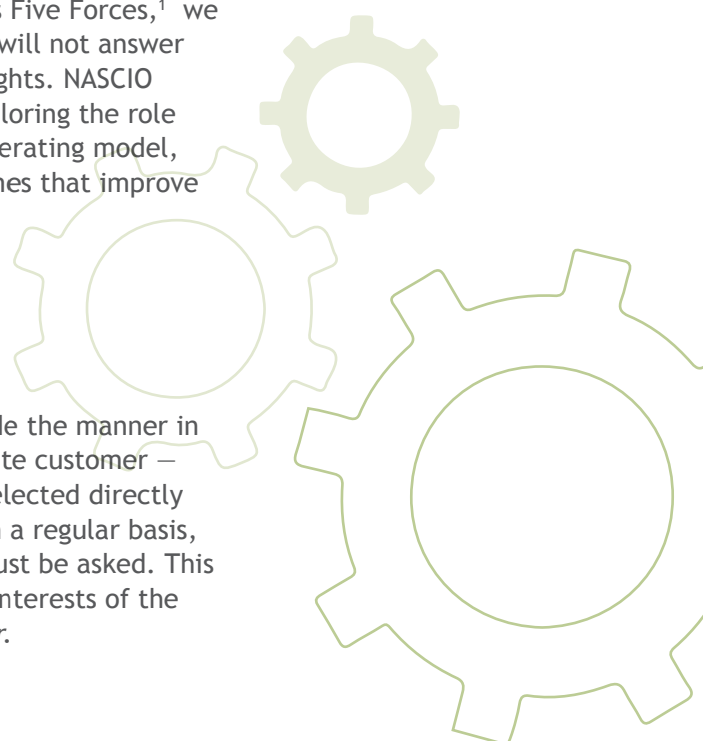 s Five Forces,¹ we
will not answer
ghts. NASCIO
loring the role
erating model,
nes that improve
de the manner in
te customer —
elected directly
n a regular basis,
ust be asked. This
nterests of the
r.